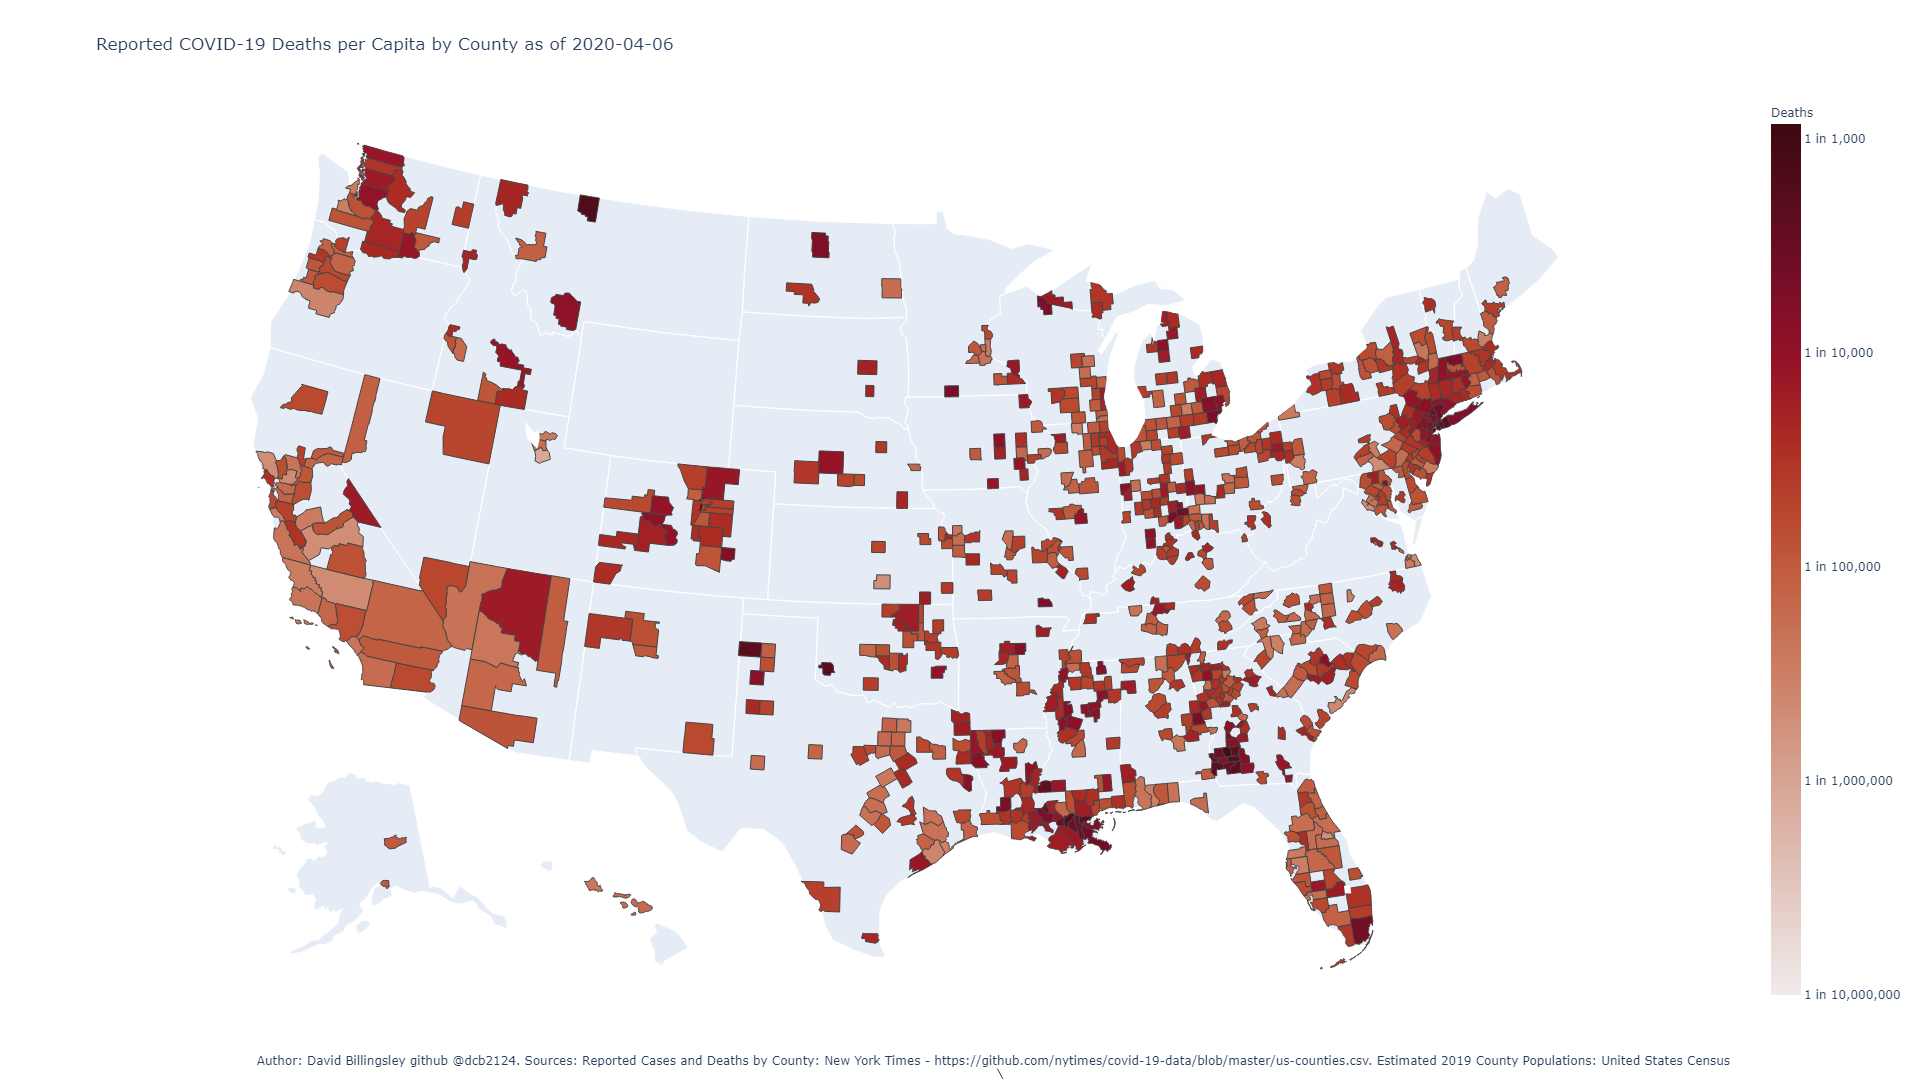 Reported COVID-19 Deaths per Capita by County as of 2020-04-06
Deaths
1 in 1,000
1 in 10,000
1 in 100,000
1 in 1,000,000
1 in 10,000,000
Author: David Billingsley github @dcb2124. Sources: Reported Cases and Deaths by County: New York Times - https://github.com/nytimes/covid-19-data/blob/master/us-counties.csv. Estimated 2019 County Populations: United States Census